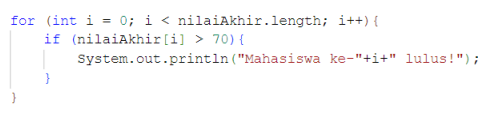 for (int i = 0; i < nilaiAkhir.length; i++){
    if (nilaiAkhir[i] > 70){
        System.out.println("Mahasiswa ke-"+i+" lulus!");
    }
}